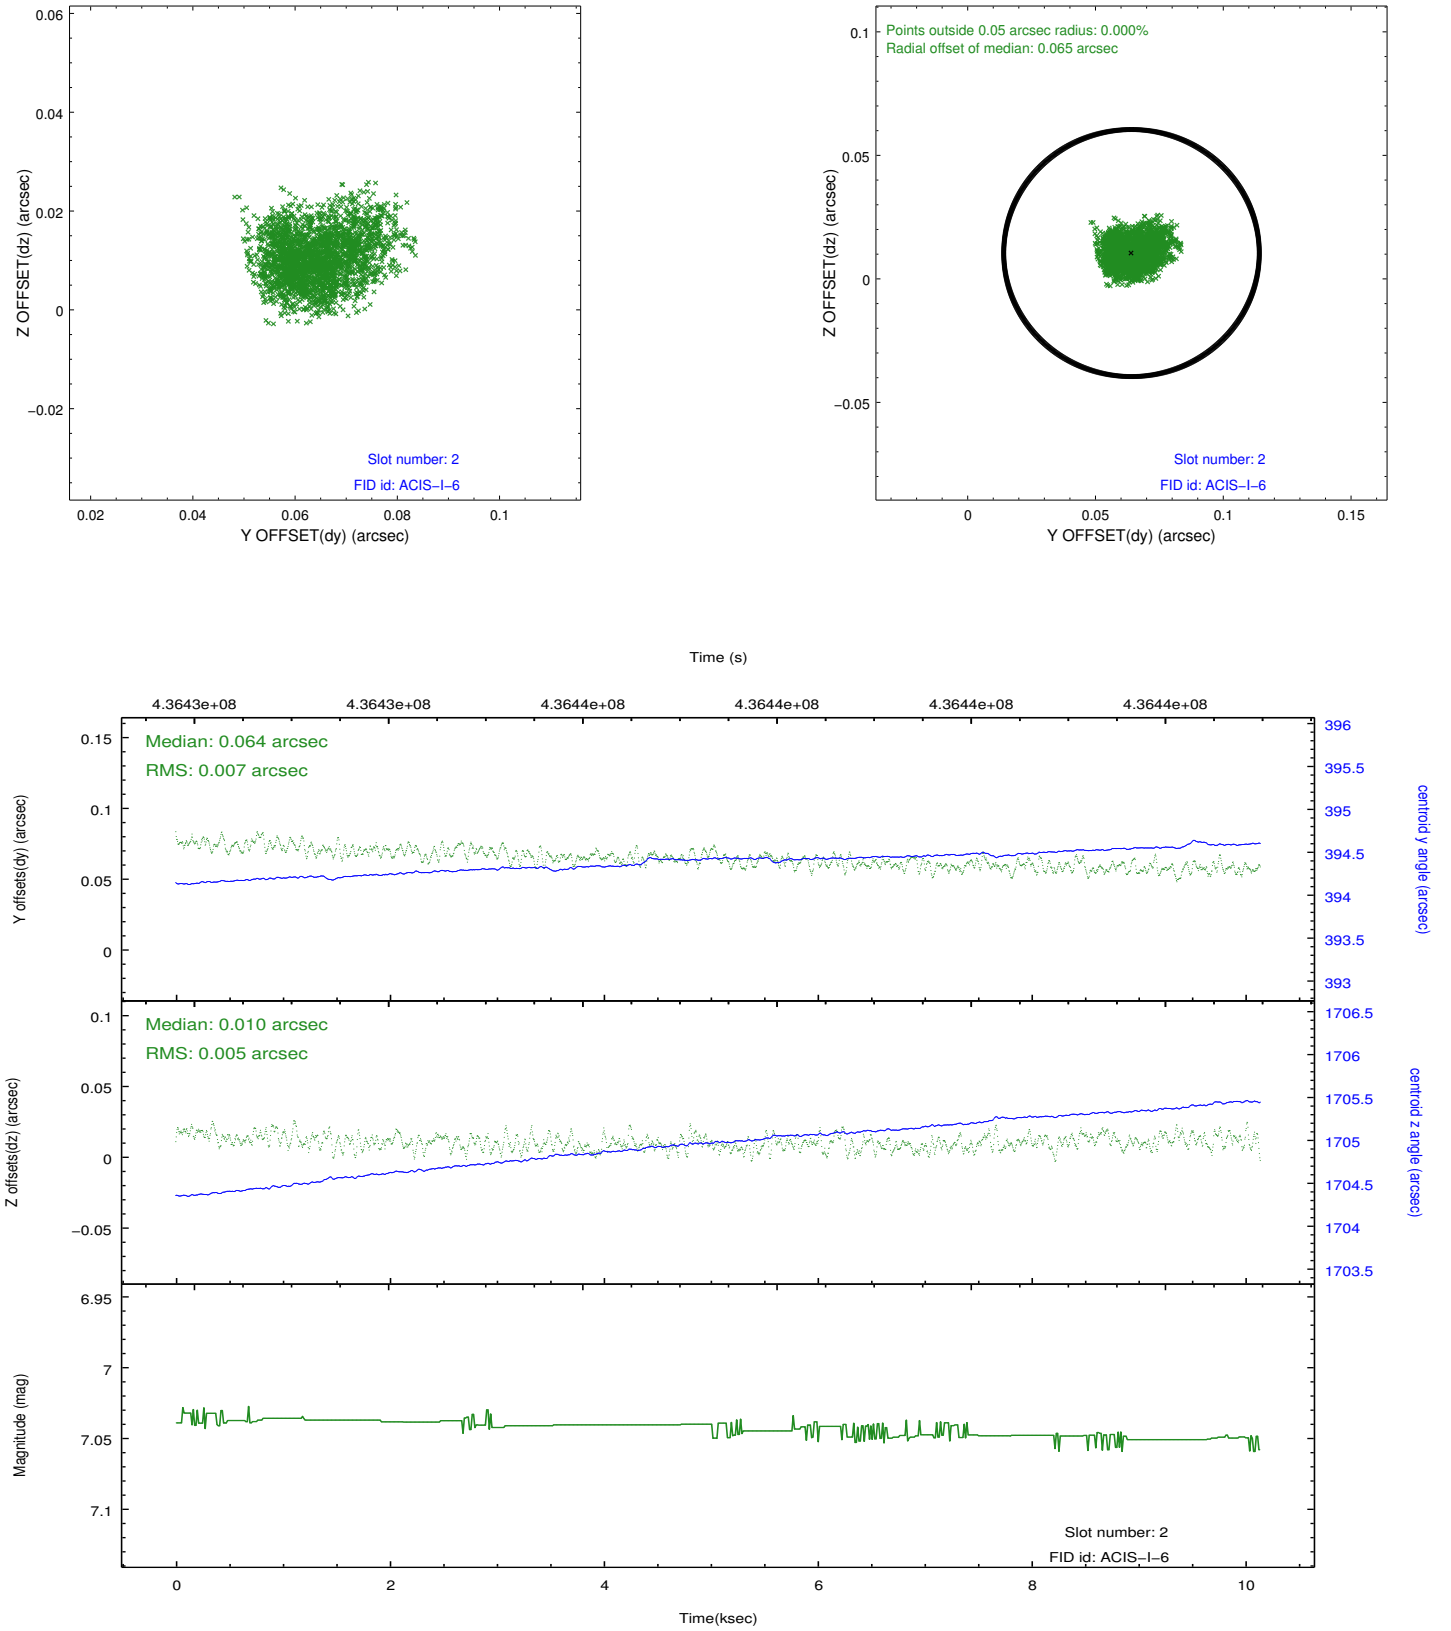 0.06
0.04
0.02
0
−0.02
Z OFFSET(dz) (arcsec)
Slot number: 2
FID id: ACIS−I−6
0.02 0.04 0.06 0.08 0.1
Y OFFSET(dy) (arcsec)
Points outside 0.05 arcsec radius: 0.000%
Radial offset of median: 0.065 arcsec
0.1
0.05
0
−0.05
Z OFFSET(dz) (arcsec)
Slot number: 2
FID id: ACIS−I−6
0 0.05 0.1 0.15
Y OFFSET(dy) (arcsec)
Time (s)
4.3643e+08 4.3643e+08 4.3644e+08 4.3644e+08 4.3644e+08 4.3644e+08
Median: 0.064 arcsec
RMS: 0.007 arcsec
0.15
0.1
0.05
0
Y offsets(dy) (arcsec)
396
395.5
395
394.5
394
393.5
393
centroid y angle (arcsec)
Median: 0.010 arcsec
RMS: 0.005 arcsec
0.1
0.05
0
−0.05
Z offsets(dz) (arcsec)
1706.5
1706
1705.5
1705
1704.5
1704
1703.5
centroid z angle (arcsec)
6.95
7
7.05
7.1
Magnitude (mag)
Slot number: 2
FID id: ACIS−I−6
0 2 4 6 8 10
Time(ksec)